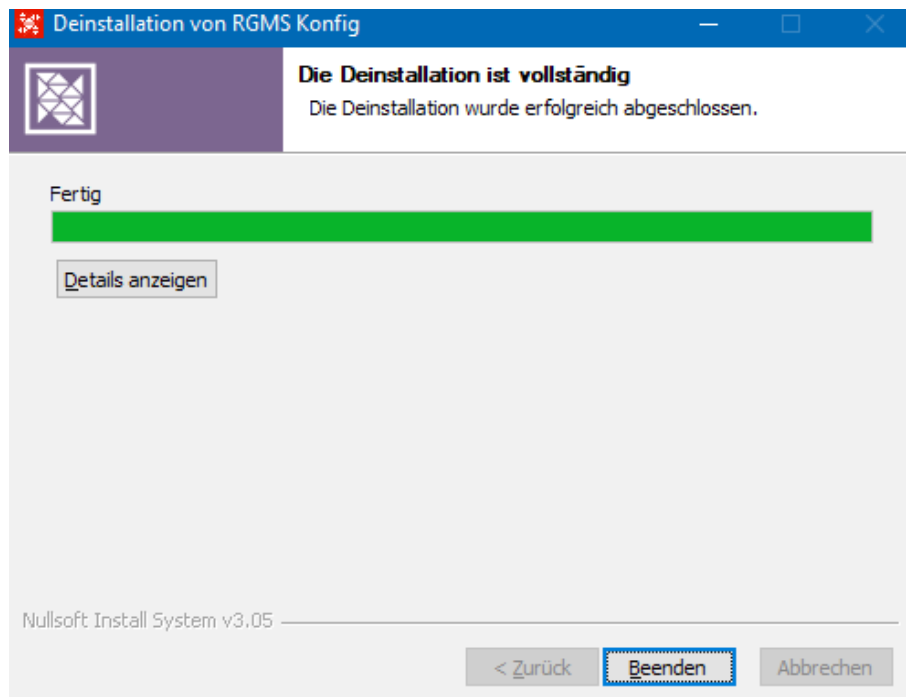 Deinstallation von RGMS Konfig
Die Deinstallation ist vollständig
Die Deinstallation wurde erfolgreich abgeschlossen.
Fertig
Details anzeigen
Nullsoft Install System v3.05
< Zurück
Beenden
Abbrechen